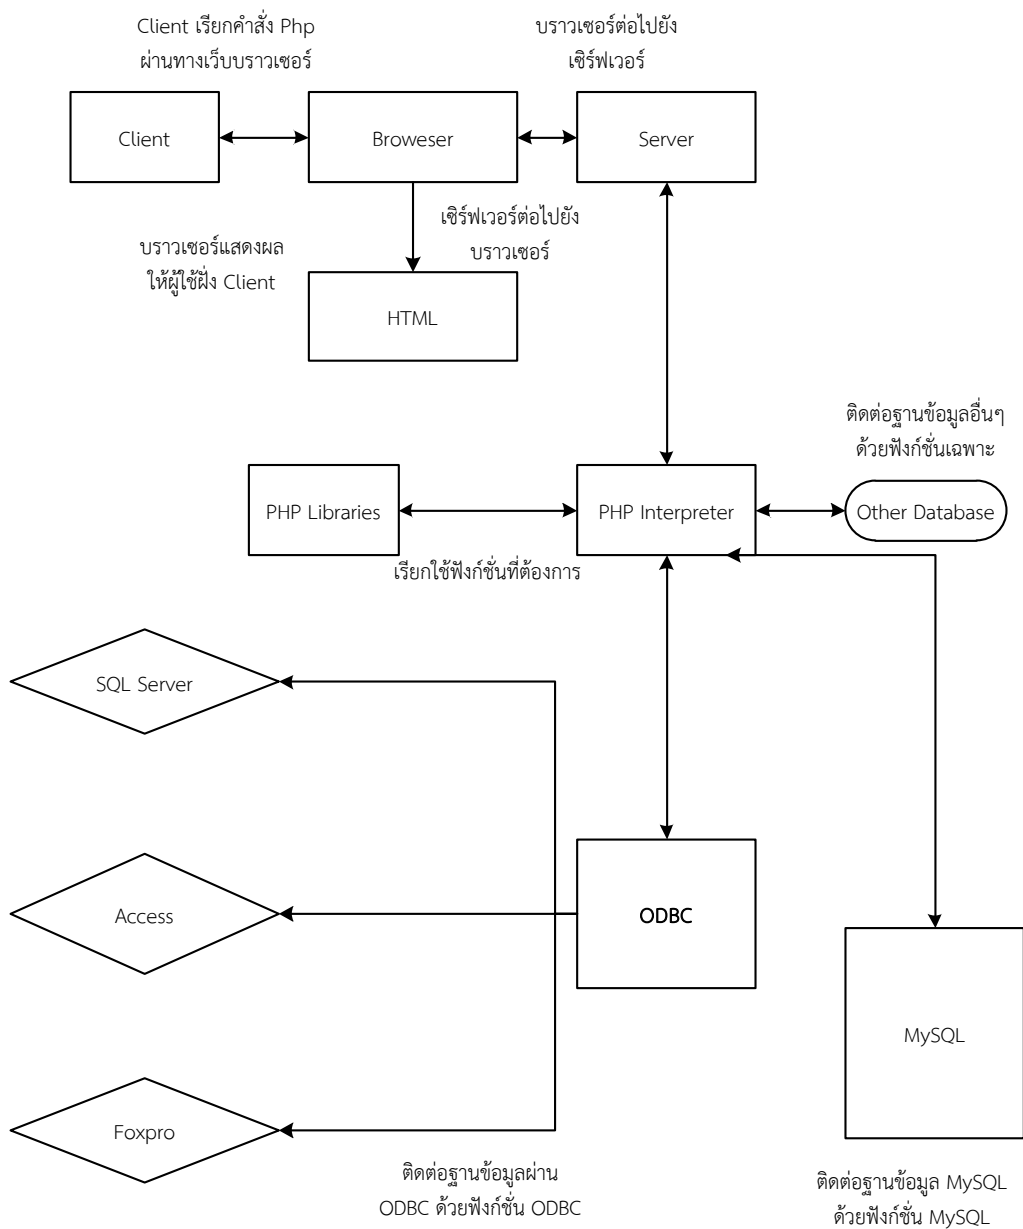 Client เรียกคำสั่ง Php
ผ่านทางเว็บบราวเซอร์
บราวเซอร์ต่อไปยัง
เซิร์ฟเวอร์
Client
Broweser
Server
เซิร์ฟเวอร์ต่อไปยัง
บราวเซอร์
บราวเซอร์แสดงผล
ให้ผู้ใช้ฝั่ง Client
HTML
ติดต่อฐานข้อมูลอื่นๆ
ด้วยฟังก์ชั่นเฉพาะ
PHP Libraries
PHP Interpreter
Other Database
เรียกใช้ฟังก์ชั่นที่ต้องการ
SQL Server
Access
ODBC
MySQL
Foxpro
ติดต่อฐานข้อมูลผ่าน
ODBC ด้วยฟังก์ชั่น ODBC
ติดต่อฐานข้อมูล MySQL
ด้วยฟังก์ชั่น MySQL